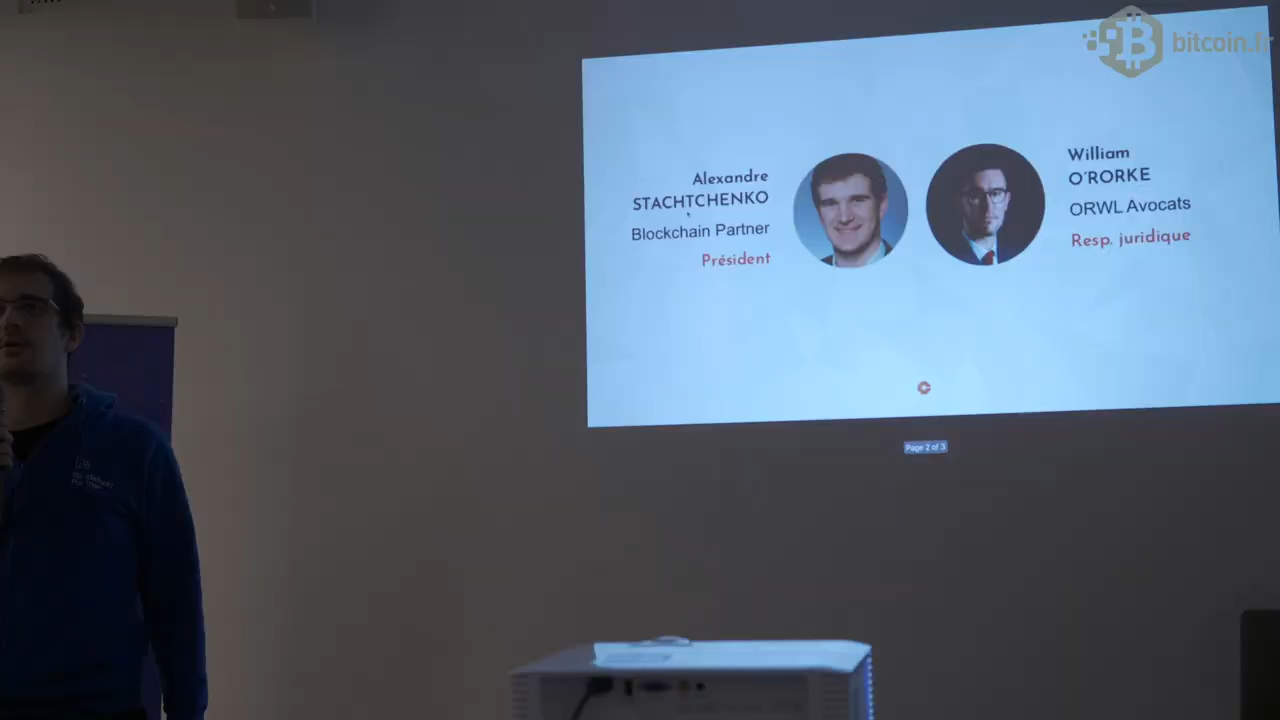 bitcoin.fr
Alexandre
STACHTCHENKO
Blockchain Partner
Président
William
O'RORKE
ORWL Avocats
Resp. juridique
Page 2 of 3